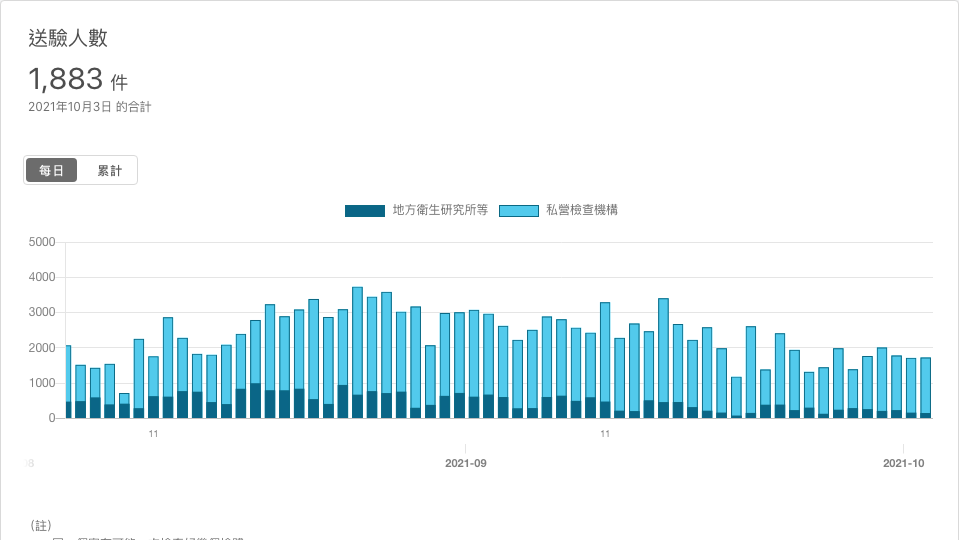 送驗人數
1,883 件
2021年10月3日 的合計
每日 累計
地方衛生研究所等 私營檢查機構
5000
4000
3000
2000
1000
0
11 11
8 2021-09 2021-10
（註）